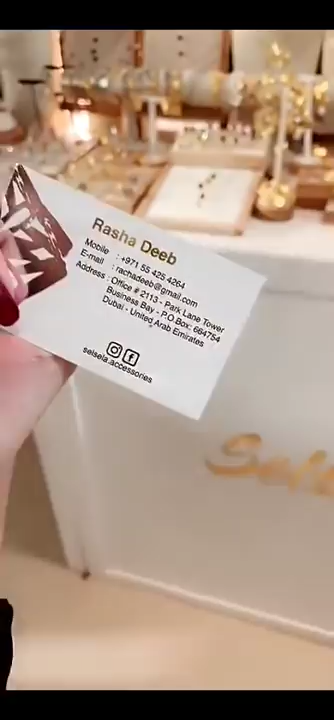 Rasha Deeb
Mobile : +971 55 425 4264
E-mail : rachadeeb@gmail.com
Address : Office # 2113 - Park Lane Tower
Business Bay - P.O.Box: 664754
Dubai - United Arab Emirates
selsela.accessories